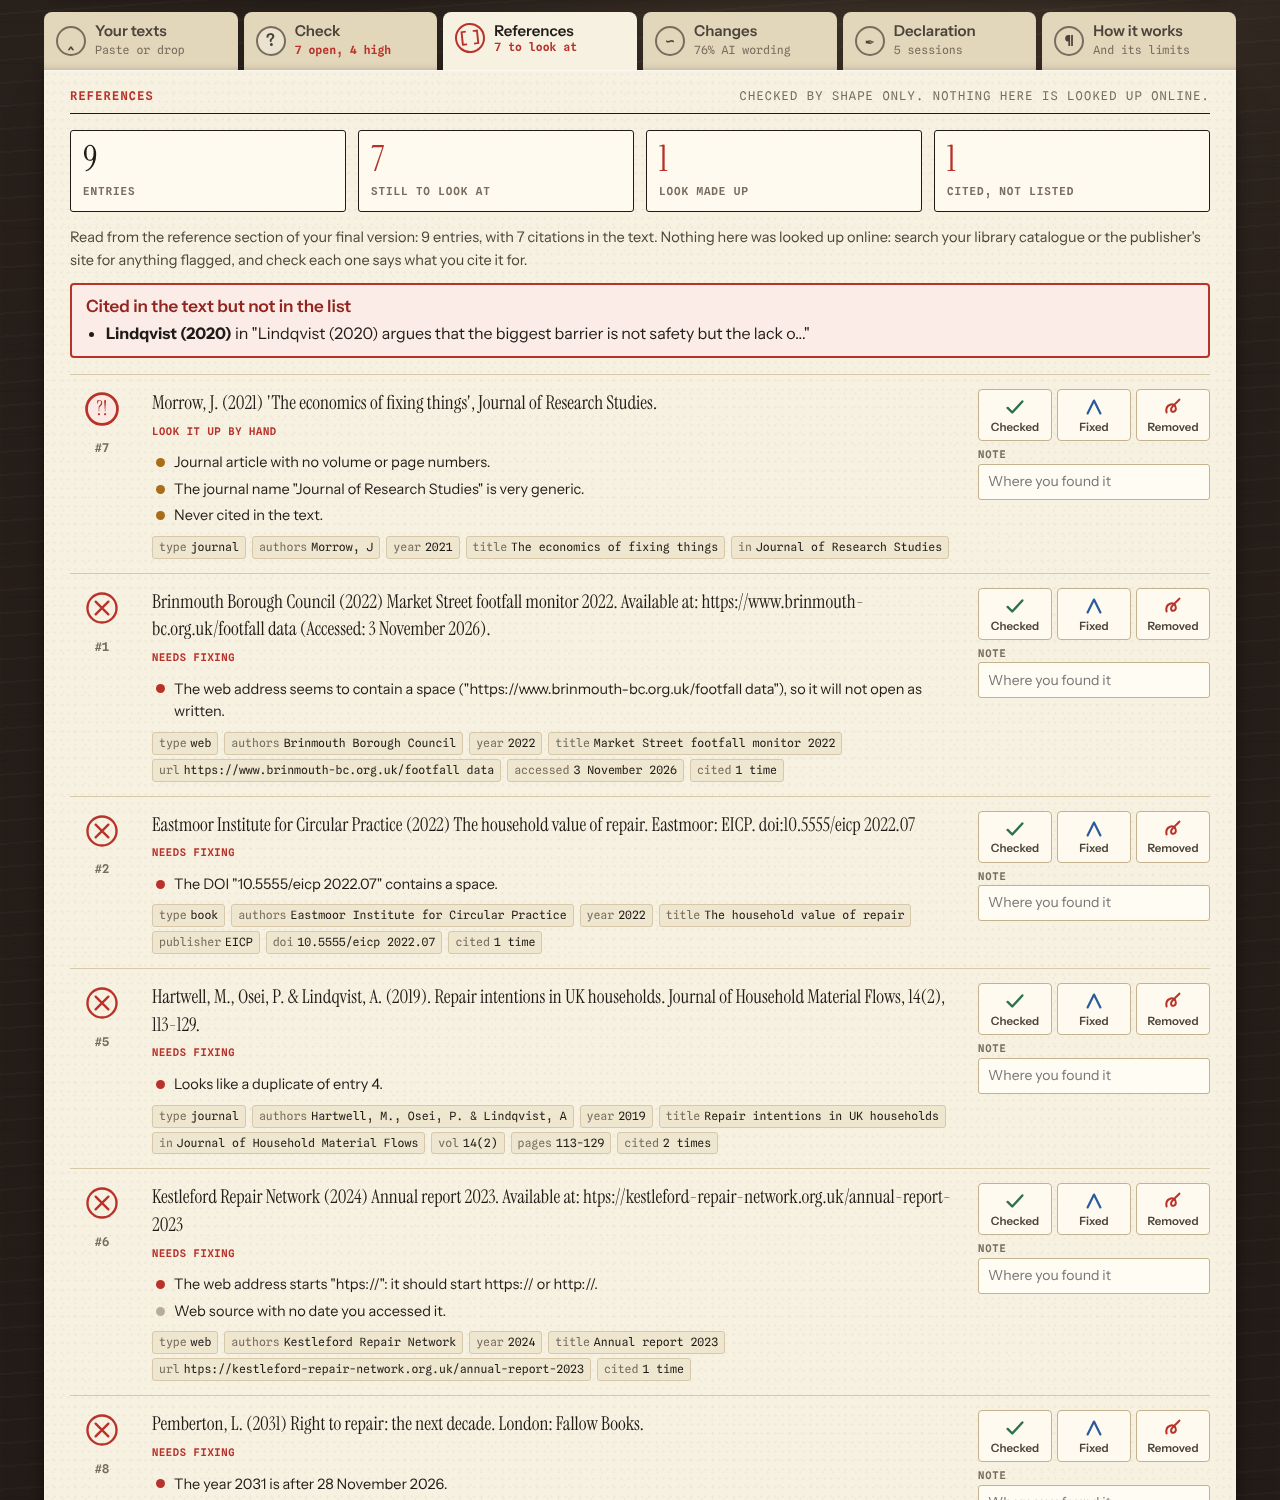 Your texts
Paste or drop
Check
7 open, 4 high
References
7 to look at
Changes
76% AI wording
Declaration
5 sessions
How it works
And its limits
REFERENCES
CHECKED BY SHAPE ONLY. NOTHING HERE IS LOOKED UP ONLINE.
9
ENTRIES
7
STILL TO LOOK AT
1
LOOK MADE UP
1
CITED, NOT LISTED
Read from the reference section of your final version: 9 entries, with 7 citations in the text. Nothing here was looked up online: search your library catalogue or the publisher's
site for anything flagged, and check each one says what you cite it for.
Cited in the text but not in the list
• Lindqvist (2020) in "Lindqvist (2020) argues that the biggest barrier is not safety but the lack o…"
?!
#7
Morrow, J. (2021) 'The economics of fixing things', Journal of Research Studies.
LOOK IT UP BY HAND
Journal article with no volume or page numbers.
The journal name "Journal of Research Studies" is very generic.
Never cited in the text.
type journal authors Morrow, J year 2021 title The economics of fixing things in Journal of Research Studies
Checked Fixed Removed
NOTE
Where you found it
#1
Brinmouth Borough Council (2022) Market Street footfall monitor 2022. Available at: https://www.brinmouth-
bc.org.uk/footfall data (Accessed: 3 November 2026).
NEEDS FIXING
The web address seems to contain a space ("https://www.brinmouth-bc.org.uk/footfall data"), so it will not open as
written.
type web authors Brinmouth Borough Council year 2022 title Market Street footfall monitor 2022
url https://www.brinmouth-bc.org.uk/footfall data accessed 3 November 2026 cited 1 time
Checked Fixed Removed
NOTE
Where you found it
#2
Eastmoor Institute for Circular Practice (2022) The household value of repair. Eastmoor: EICP. doi:10.5555/eicp 2022.07
NEEDS FIXING
The DOI "10.5555/eicp 2022.07" contains a space.
type book authors Eastmoor Institute for Circular Practice year 2022 title The household value of repair
publisher EICP doi 10.5555/eicp 2022.07 cited 1 time
Checked Fixed Removed
NOTE
Where you found it
#5
Hartwell, M., Osei, P. & Lindqvist, A. (2019). Repair intentions in UK households. Journal of Household Material Flows, 14(2),
113–129.
NEEDS FIXING
Looks like a duplicate of entry 4.
type journal authors Hartwell, M., Osei, P. & Lindqvist, A year 2019 title Repair intentions in UK households
in Journal of Household Material Flows vol 14(2) pages 113-129 cited 2 times
Checked Fixed Removed
NOTE
Where you found it
#6
Kestleford Repair Network (2024) Annual report 2023. Available at: htps://kestleford-repair-network.org.uk/annual-report-
2023
NEEDS FIXING
The web address starts "htps://": it should start https:// or http://.
Web source with no date you accessed it.
type web authors Kestleford Repair Network year 2024 title Annual report 2023
url htps://kestleford-repair-network.org.uk/annual-report-2023 cited 1 time
Checked Fixed Removed
NOTE
Where you found it
#8
Pemberton, L. (2031) Right to repair: the next decade. London: Fallow Books.
NEEDS FIXING
The year 2031 is after 28 November 2026.
Checked Fixed Removed
NOTE